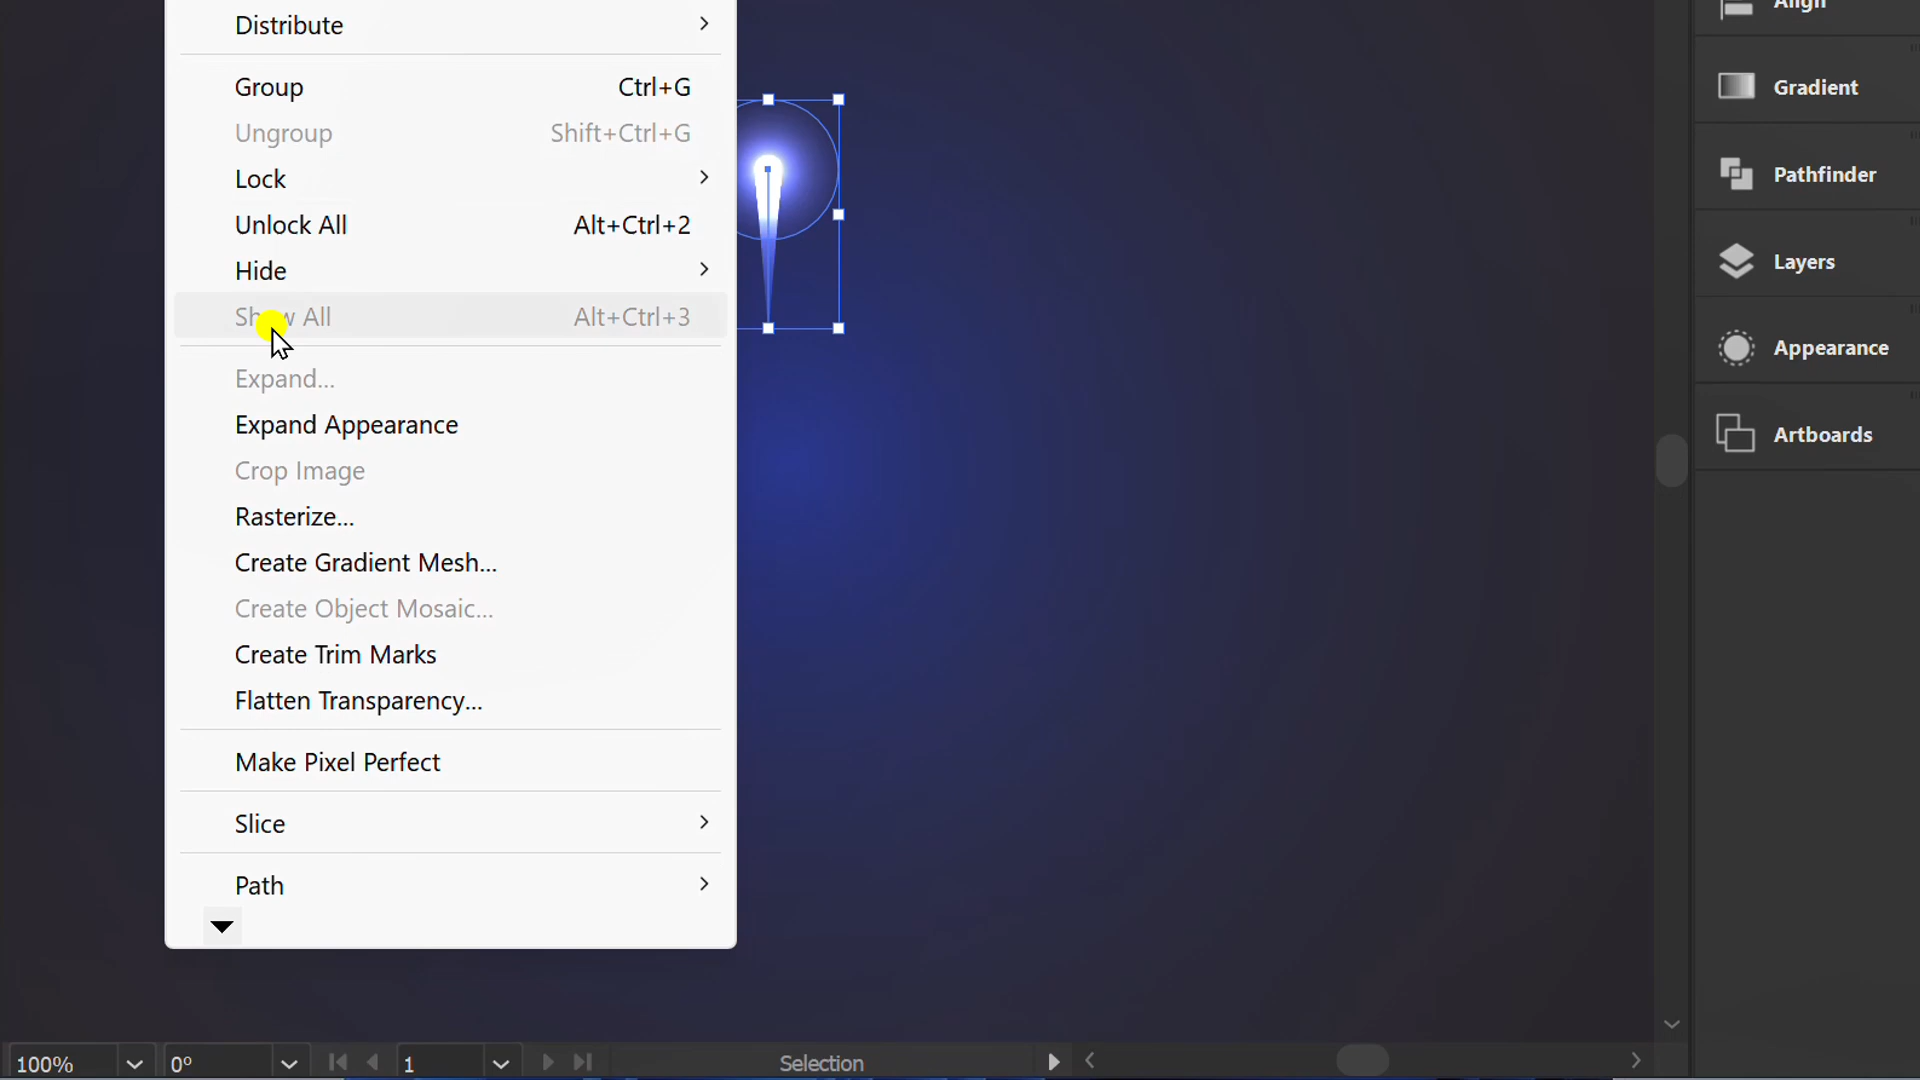 Distribute
Group Ctrl+G
Ungroup Shift+Ctrl+G
Lock
Unlock All Alt+Ctrl+2
Hide
Show All Alt+Ctrl+3
Expand...
Expand Appearance
Crop Image
Rasterize...
Create Gradient Mesh...
Create Object Mosaic...
Create Trim Marks
Flatten Transparency...
Make Pixel Perfect
Slice
Path
Align
Gradient
Pathfinder
Layers
Appearance
Artboards
100% 0° 1 Selection